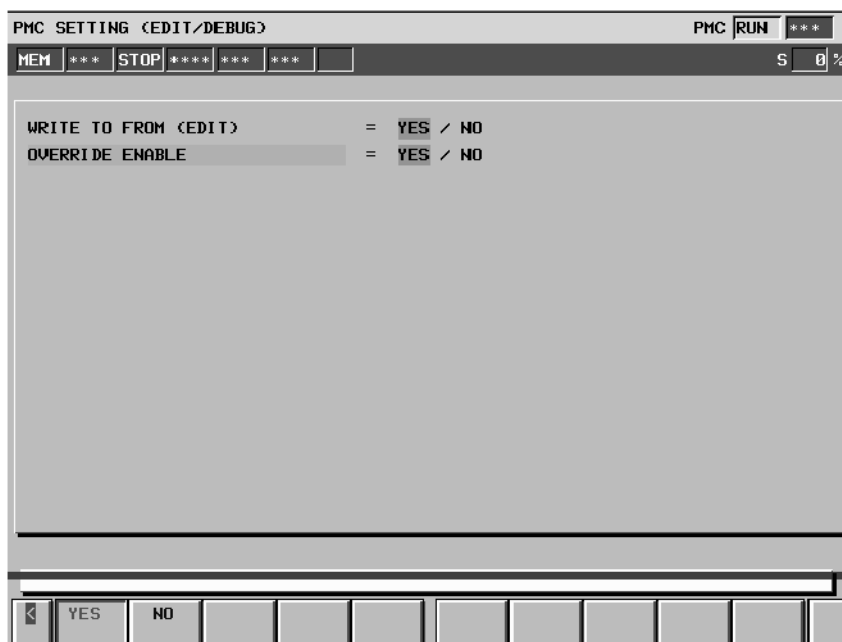 PMC SETTING (EDIT/DEBUG) PMC RUN ***
MEM *** STOP **** *** *** S 0 %
WRITE TO FROM (EDIT) = YES / NO
OVERRIDE ENABLE = YES / NO
< YES NO